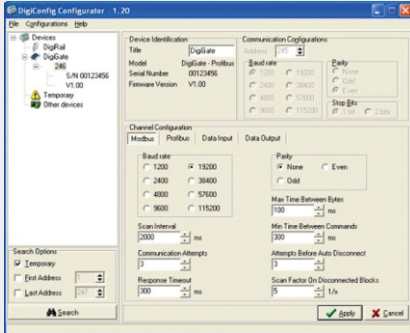 DigiConfig Configurator - 1.20
File Configurations Help
Devices
DigiRail
DigiGate
246
S/N 00123456
V1.00
Temporary
Other devices
Search Options
Temporary
First Address 1
Last Address 247
Search
Device Identification
Title DigiGate
Model DigiGate - Profibus
Serial Number 00123456
Firmware Version V1.00
Communication Configurations
Address 245
Baud rate
1200 19200
2400 38400
4800 57600
9600 115200
Parity
None
Odd
Even
Stop Bits
1 bit 2 bits
Channel Configuration
Modbus Profibus Data Input Data Output
Baud rate
1200 19200
2400 38400
4800 57600
9600 115200
Parity
None Even
Odd
Max Time Between Bytes
100 ms
Scan Interval
2000 ms
Min Time Between Commands
300 ms
Communication Attempts
3
Attempts Before Auto Disconnect
3
Response Timeout
300 ms
Scan Factor On Disconnected Blocks
5 1/x
Apply Cancel